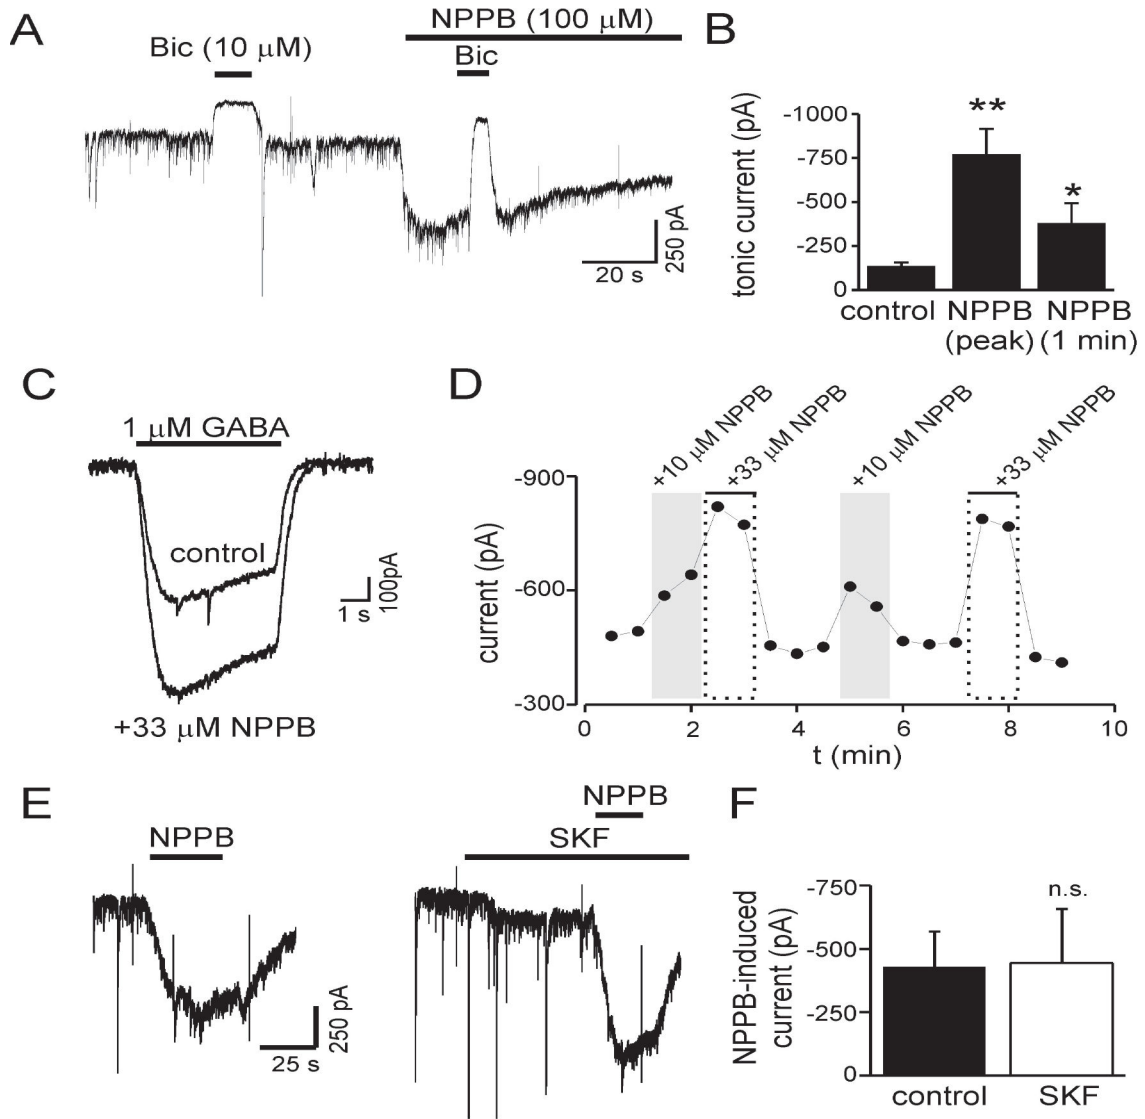 A
Bic (10 μM)
NPPB (100 μM)
Bic
250 pA
20 s
B
tonic current (pA)
-1000
-750
-500
-250
0
**
*
control
NPPB
(peak)
NPPB
(1 min)
C
1 μM GABA
control
1 s
100pA
+33 μM NPPB
D
+10 μM NPPB
+33 μM NPPB
+10 μM NPPB
+33 μM NPPB
current (pA)
-900
-600
-300
0
2
4
6
8
10
t (min)
E
NPPB
250 pA
25 s
NPPB
SKF
F
NPPB-induced
current (pA)
-750
-500
-250
0
n.s.
control
SKF